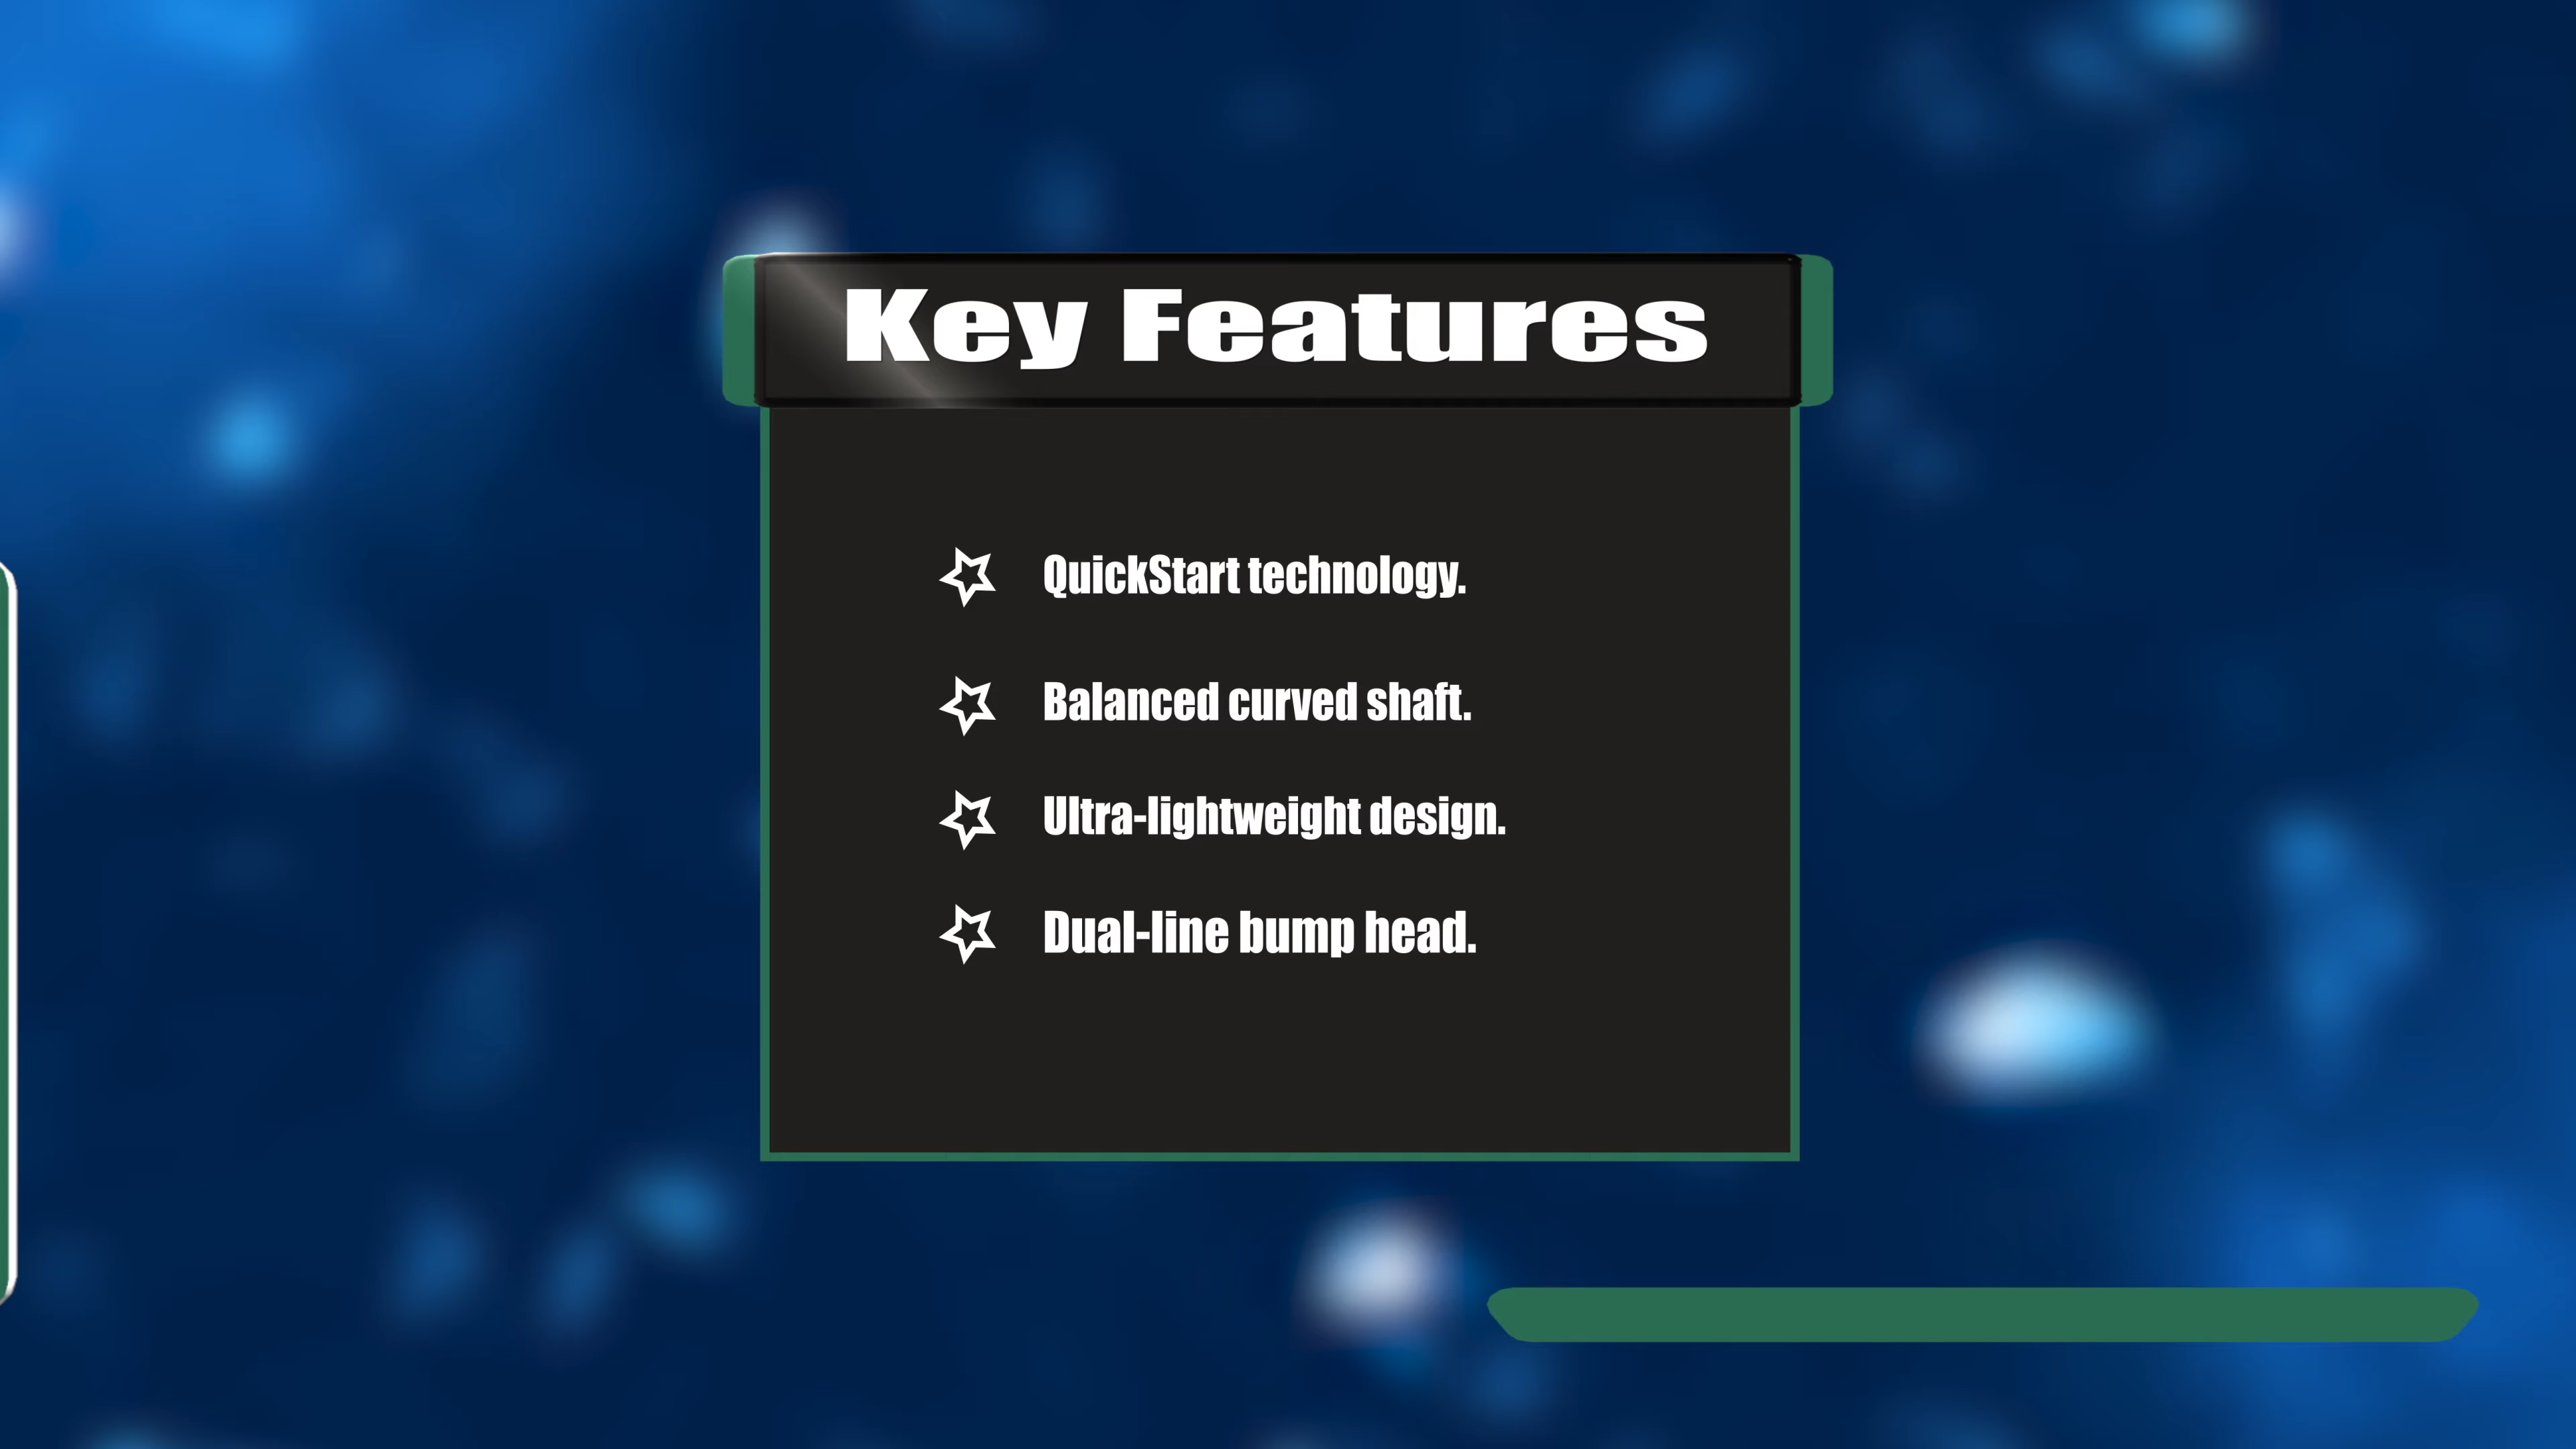 Key Features
QuickStart technology.
Balanced curved shaft.
Ultra-lightweight design.
Dual-line bump head.